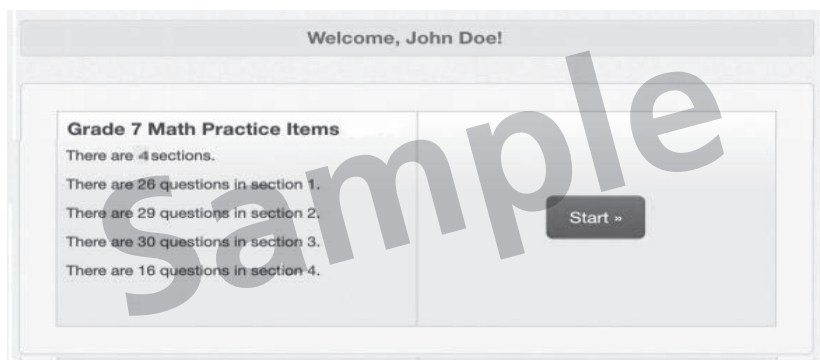 Welcome, John Doe!
Grade 7 Math Practice Items
There are 4 sections.
There are 26 questions in section 1.
There are 29 questions in section 2.
Start »
There are 30 questions in section 3.
There are 16 questions in section 4.
Sample